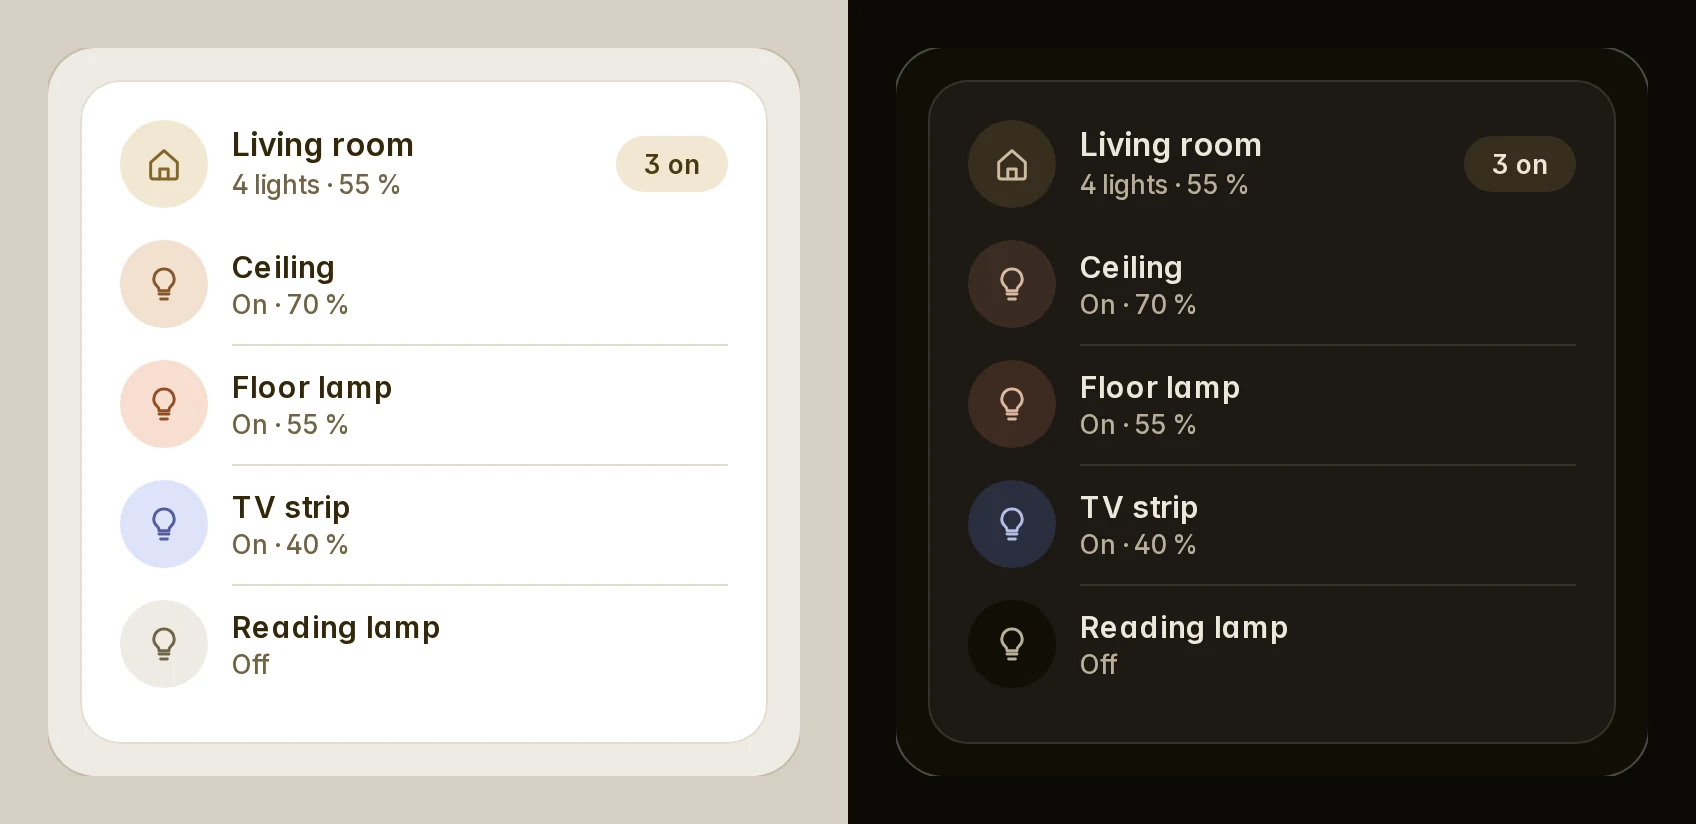 Living room
4 lights · 55 %
3 on
Ceiling
On · 70 %
Floor lamp
On · 55 %
TV strip
On · 40 %
Reading lamp
Off
Living room
4 lights · 55 %
3 on
Ceiling
On · 70 %
Floor lamp
On · 55 %
TV strip
On · 40 %
Reading lamp
Off